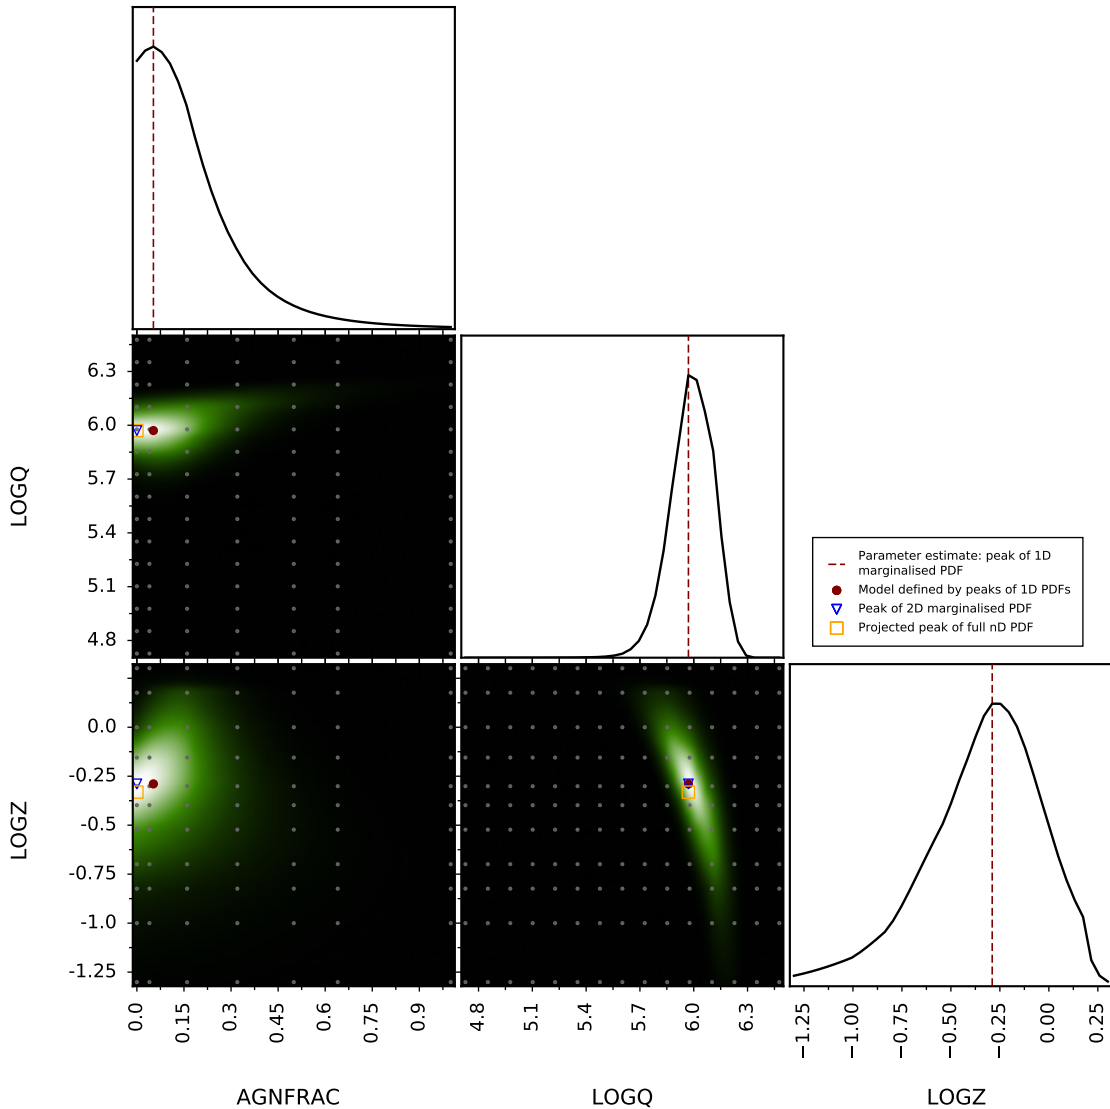 LOGQ
6.3
6.0
5.7
5.4
5.1
4.8
Parameter estimate: peak of 1D
marginalised PDF
Model defined by peaks of 1D PDFs
Peak of 2D marginalised PDF
Projected peak of full nD PDF
LOGZ
0.0
-0.25
-0.5
-0.75
-1.0
-1.25
0.0 0.15 0.3 0.45 0.6 0.75 0.9
4.8 5.1 5.4 5.7 6.0 6.3
−1.25 −1.00 −0.75 −0.50 −0.25 0.00 0.25
AGNFRAC LOGQ LOGZ